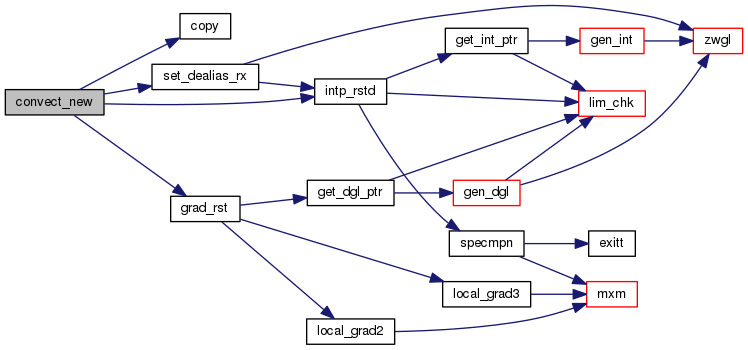 copy
get_int_ptr
gen_int
zwgl
set_dealias_rx
convect_new
intp_rstd
lim_chk
get_dgl_ptr
gen_dgl
grad_rst
specmpn
exitt
local_grad3
mxm
local_grad2